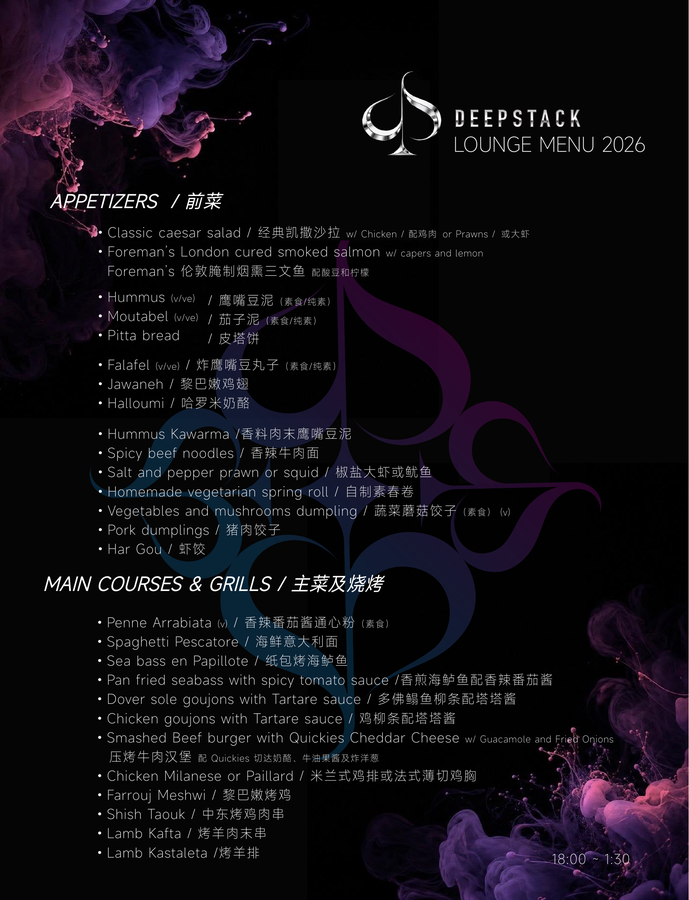 DEEPSTACK
LOUNGE MENU 2026
APPETIZERS / 前菜
• Classic caesar salad / 经典凯撒沙拉 w/ Chicken / 配鸡肉 or Prawns / 或大虾
• Foreman's London cured smoked salmon w/ capers and lemon
Foreman's 伦敦腌制烟熏三文鱼 配酸豆和柠檬
• Hummus (v/ve) / 鹰嘴豆泥 (素食/纯素)
• Moutabel (v/ve) / 茄子泥 (素食/纯素)
• Pitta bread / 皮塔饼
• Falafel (v/ve) / 炸鹰嘴豆丸子 (素食/纯素)
• Jawaneh / 黎巴嫩鸡翅
• Halloumi / 哈罗米奶酪
• Hummus Kawarma /香料肉末鹰嘴豆泥
• Spicy beef noodles / 香辣牛肉面
• Salt and pepper prawn or squid / 椒盐大虾或鱿鱼
• Homemade vegetarian spring roll / 自制素春卷
• Vegetables and mushrooms dumpling / 蔬菜蘑菇饺子 (素食) (v)
• Pork dumplings / 猪肉饺子
• Har Gou / 虾饺
MAIN COURSES & GRILLS / 主菜及烧烤
• Penne Arrabiata (v) / 香辣番茄酱通心粉 (素食)
• Spaghetti Pescatore / 海鲜意大利面
• Sea bass en Papillote / 纸包烤海鲈鱼
• Pan fried seabass with spicy tomato sauce /香煎海鲈鱼配香辣番茄酱
• Dover sole goujons with Tartare sauce / 多佛鳎鱼柳条配塔塔酱
• Chicken goujons with Tartare sauce / 鸡柳条配塔塔酱
• Smashed Beef burger with Quickies Cheddar Cheese w/ Guacamole and Fried Onions
压烤牛肉汉堡 配 Quickies 切达奶酪、牛油果酱及炸洋葱
• Chicken Milanese or Paillard / 米兰式鸡排或法式薄切鸡胸
• Farrouj Meshwi / 黎巴嫩烤鸡
• Shish Taouk / 中东烤鸡肉串
• Lamb Kafta / 烤羊肉末串
• Lamb Kastaleta /烤羊排
18:00 ~ 1:30